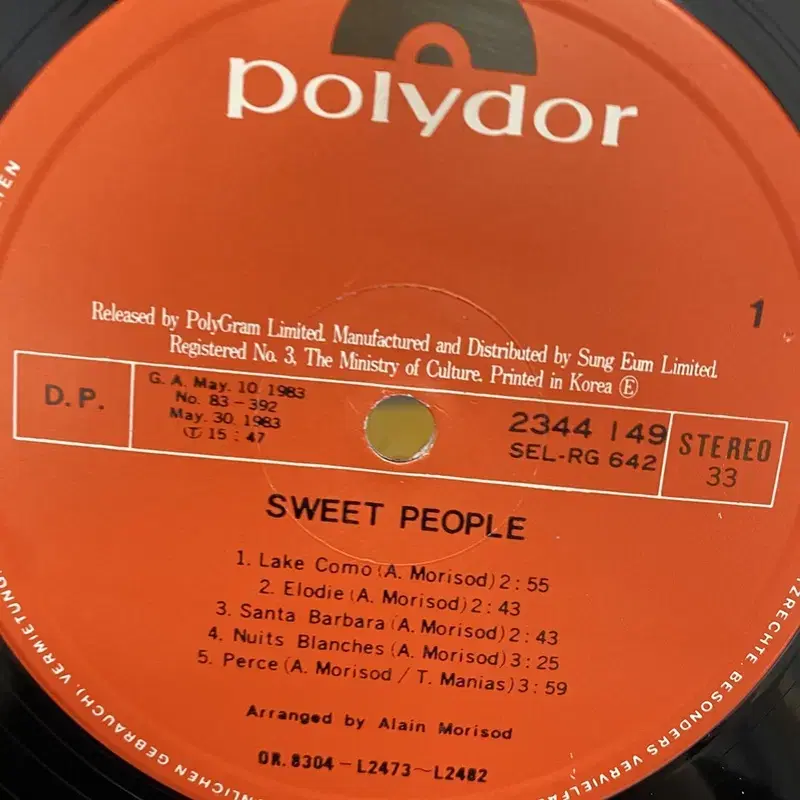 polydor
1
Released by PolyGram Limited. Manufactured and Distributed by Sung Eum Limited.
Registered No. 3, The Ministry of Culture. Printed in Korea Ⓔ
D.P.
G. A. May. 10. 1983
No. 83-392
May. 30. 1983
Ⓣ 15 : 47
2344 149
SEL-RG 642
STEREO
33
SWEET PEOPLE
1. Lake Como (A. Morisod) 2 : 55
2. Elodie (A. Morisod) 2 : 43
3. Santa Barbara (A. Morisod) 2 : 43
4. Nuits Blanches (A. Morisod) 3 : 25
5. Perce (A. Morisod / T. Manias) 3 : 59
Arranged by Alain Morisod
OR. 8304-L2473~L2482
GEBRAUCH), VERMIETUNG,
BESONDERS